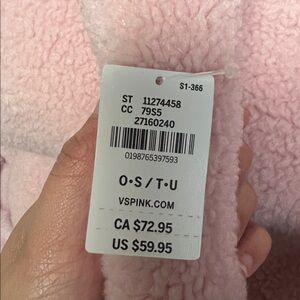 S1-366
ST 11274458
CC 79S5
27160240
0198765397593
O•S / T•U
VSPINK.COM
CA $72.95
US $59.95